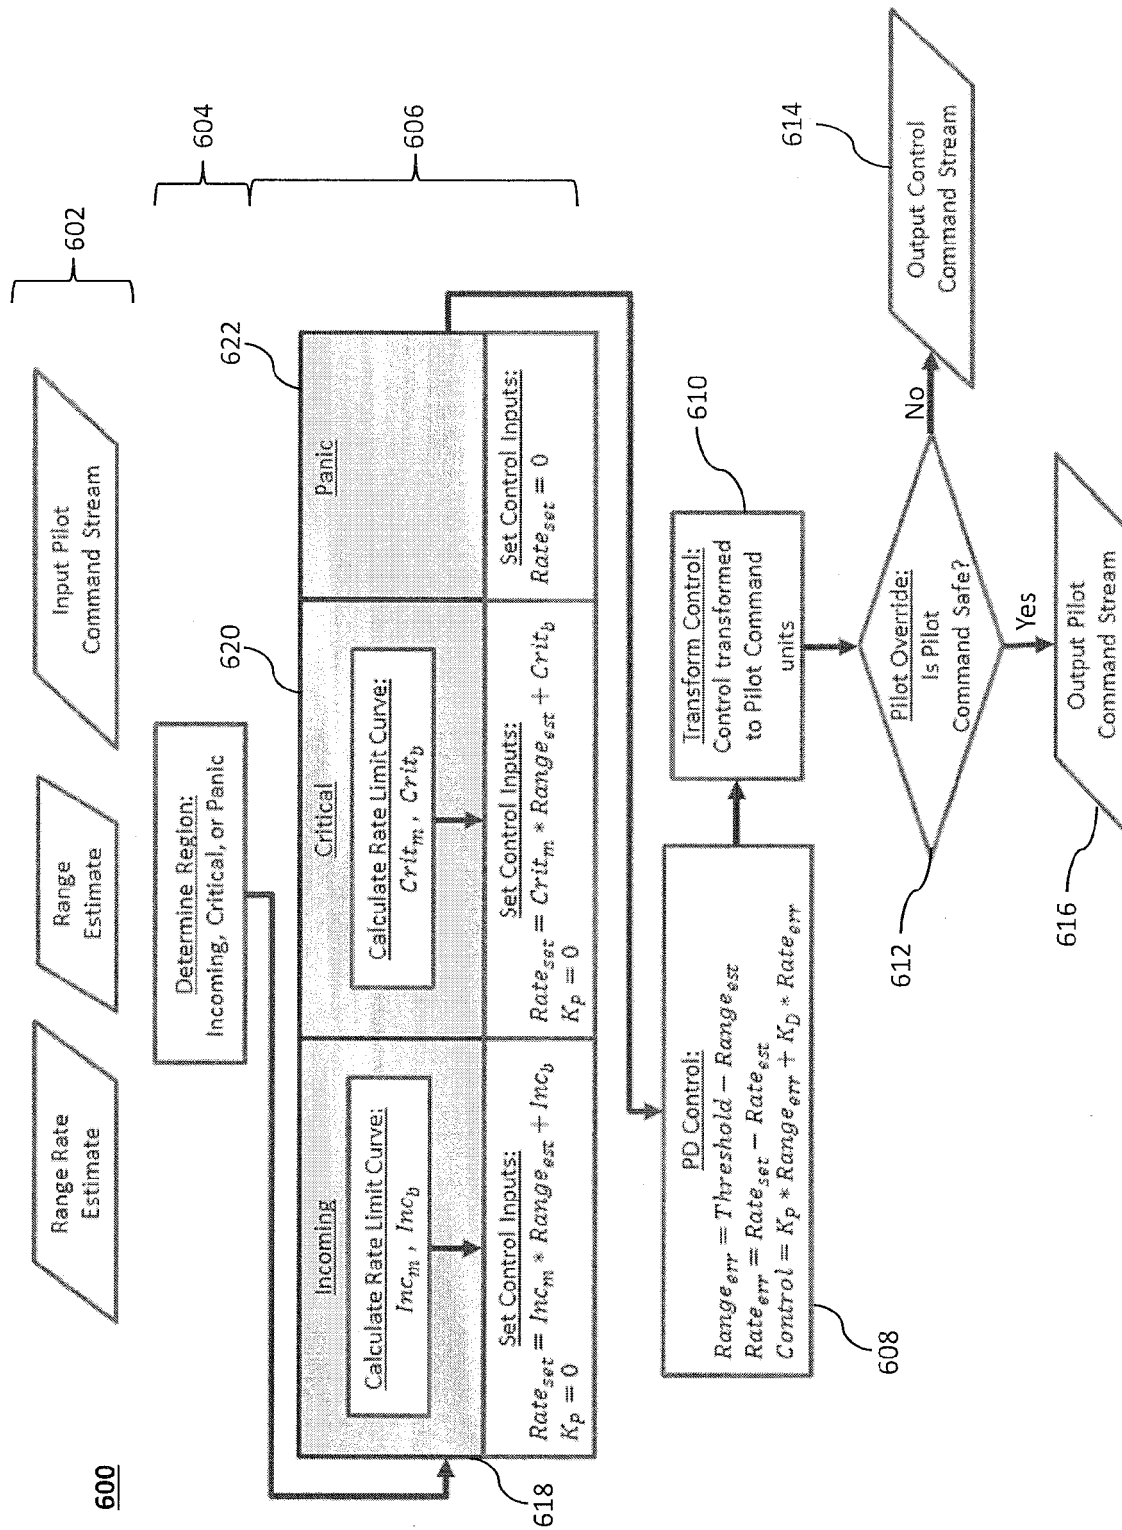 600
602
Range Rate
Estimate
Range
Estimate
Input Pilot
Command Stream
604
Determine Region:
Incoming, Critical, or Panic
606
618
Incoming
Calculate Rate Limit Curve:
Inc_m , Inc_b
Set Control Inputs:
Rate_set = Inc_m * Range_est + Inc_b
K_p = 0
620
Critical
Calculate Rate Limit Curve:
Crit_m , Crit_b
Set Control Inputs:
Rate_set = Crit_m * Range_est + Crit_b
K_p = 0
622
Panic
Set Control Inputs:
Rate_set = 0
608
PD Control:
Range_err = Threshold − Range_est
Rate_err = Rate_set − Rate_est
Control = K_p * Range_err + K_D * Rate_err
610
Transform Control:
Control transformed
to Pilot Command
units
612
Pilot Override:
Is Pilot
Command Safe?
No
614
Output Control
Command Stream
Yes
616
Output Pilot
Command Stream